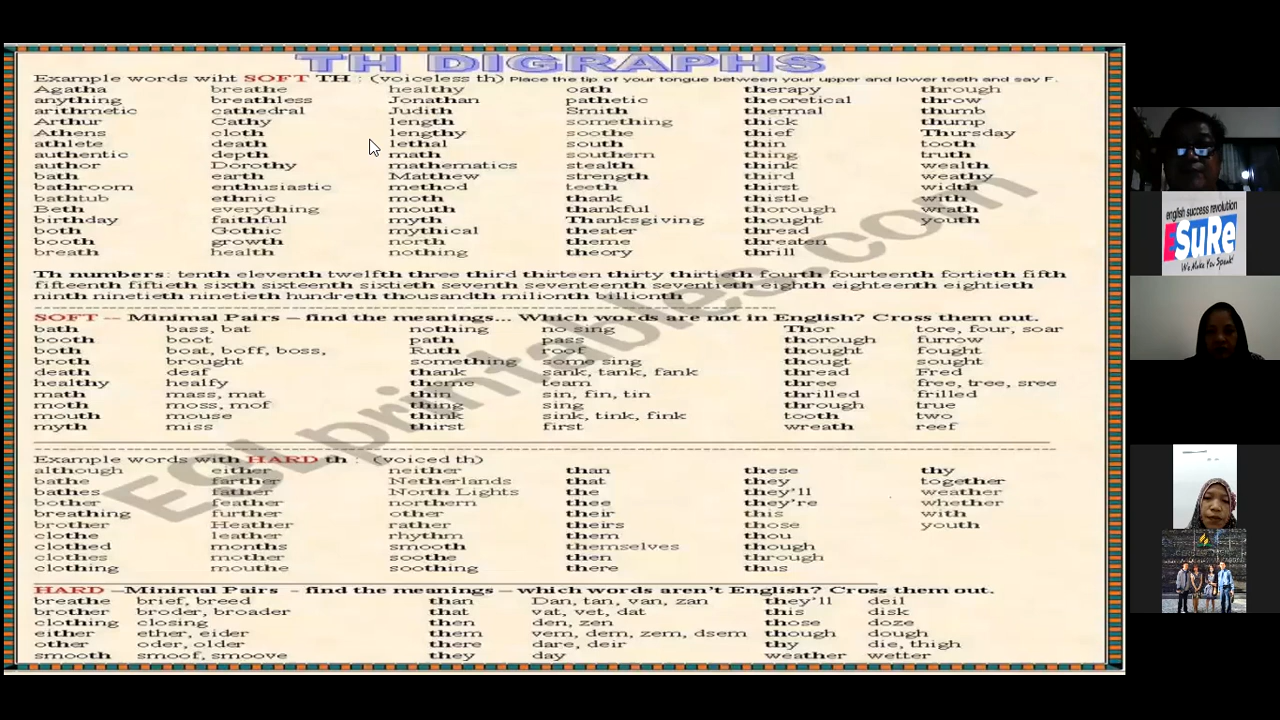 TH DIGRAPHS
Example words wiht SOFT TH : (voiceless th) Place the tip of your tongue between your upper and lower teeth and say F.
Agatha breathe healthy oath therapy through
anything breathless Jonathan pathetic theoretical throw
arithmetic cathedral Judith Smith thermal thumb
Arthur Cathy length something thick thump
Athens cloth lengthy soothe thief Thursday
athlete death lethal south thin tooth
authentic depth math southern thing truth
author Dorothy mathematics stealth think wealth
bath earth Matthew strength third weathy
bathroom enthusiastic method teeth thirst width
bathtub ethnic moth thank thistle with
Beth everything mouth thankful thorough wrath
birthday faithful myth Thanksgiving thought youth
both Gothic mythical theater thread
booth growth north theme threaten
breath health nothing theory thrill
Th numbers: tenth eleventh twelfth three third thirteen thirty thirtieth fourth fourteenth fortieth fifth
fifteenth fiftieth sixth sixteenth sixtieth seventh seventeenth seventieth eighth eighteenth eightieth
ninth ninetieth ninetieth hundreth thousandth milionth billionth
SOFT -- Minimal Pairs – find the meanings... Which words are not in English? Cross them out.
bath bass, bat nothing no sing Thor tore, four, soar
booth boot path pass thorough furrow
both boat, boff, boss, Ruth roof thought fought
broth brought something some sing thougt sought
death deaf thank sank, tank, fank thread Fred
healthy healfy theme team three free, tree, sree
math mass, mat thin sin, fin, tin thrilled frilled
moth moss, mof thing sing through true
mouth mouse think sink, tink, fink tooth two
myth miss thirst first wreath reef
Example words with HARD th : (voiced th)
although either neither than these thy
bathe farther Netherlands that they together
bathes father North Lights the they'll weather
bother feather northern thee they're whether
breathing further other their this with
brother Heather rather theirs those youth
clothe leather rhythm them thou
clothed months smooth themselves though
clothes mother soothe then through
clothing mouthe soothing there thus
HARD –Minimal Pairs - find the meanings – which words aren't English? Cross them out.
breathe brief, breed than Dan, tan, van, zan they'll deil
brother broder, broader that vat, vet, dat this disk
clothing closing then den, zen those doze
either ether, eider them vem, dem, zem, dsem though dough
other oder, older there dare, deir thy die, thigh
smooth smoof, smoove they day weather wetter
ESLprintables.com
english success revolution
ESuRe
We Make You Speak!